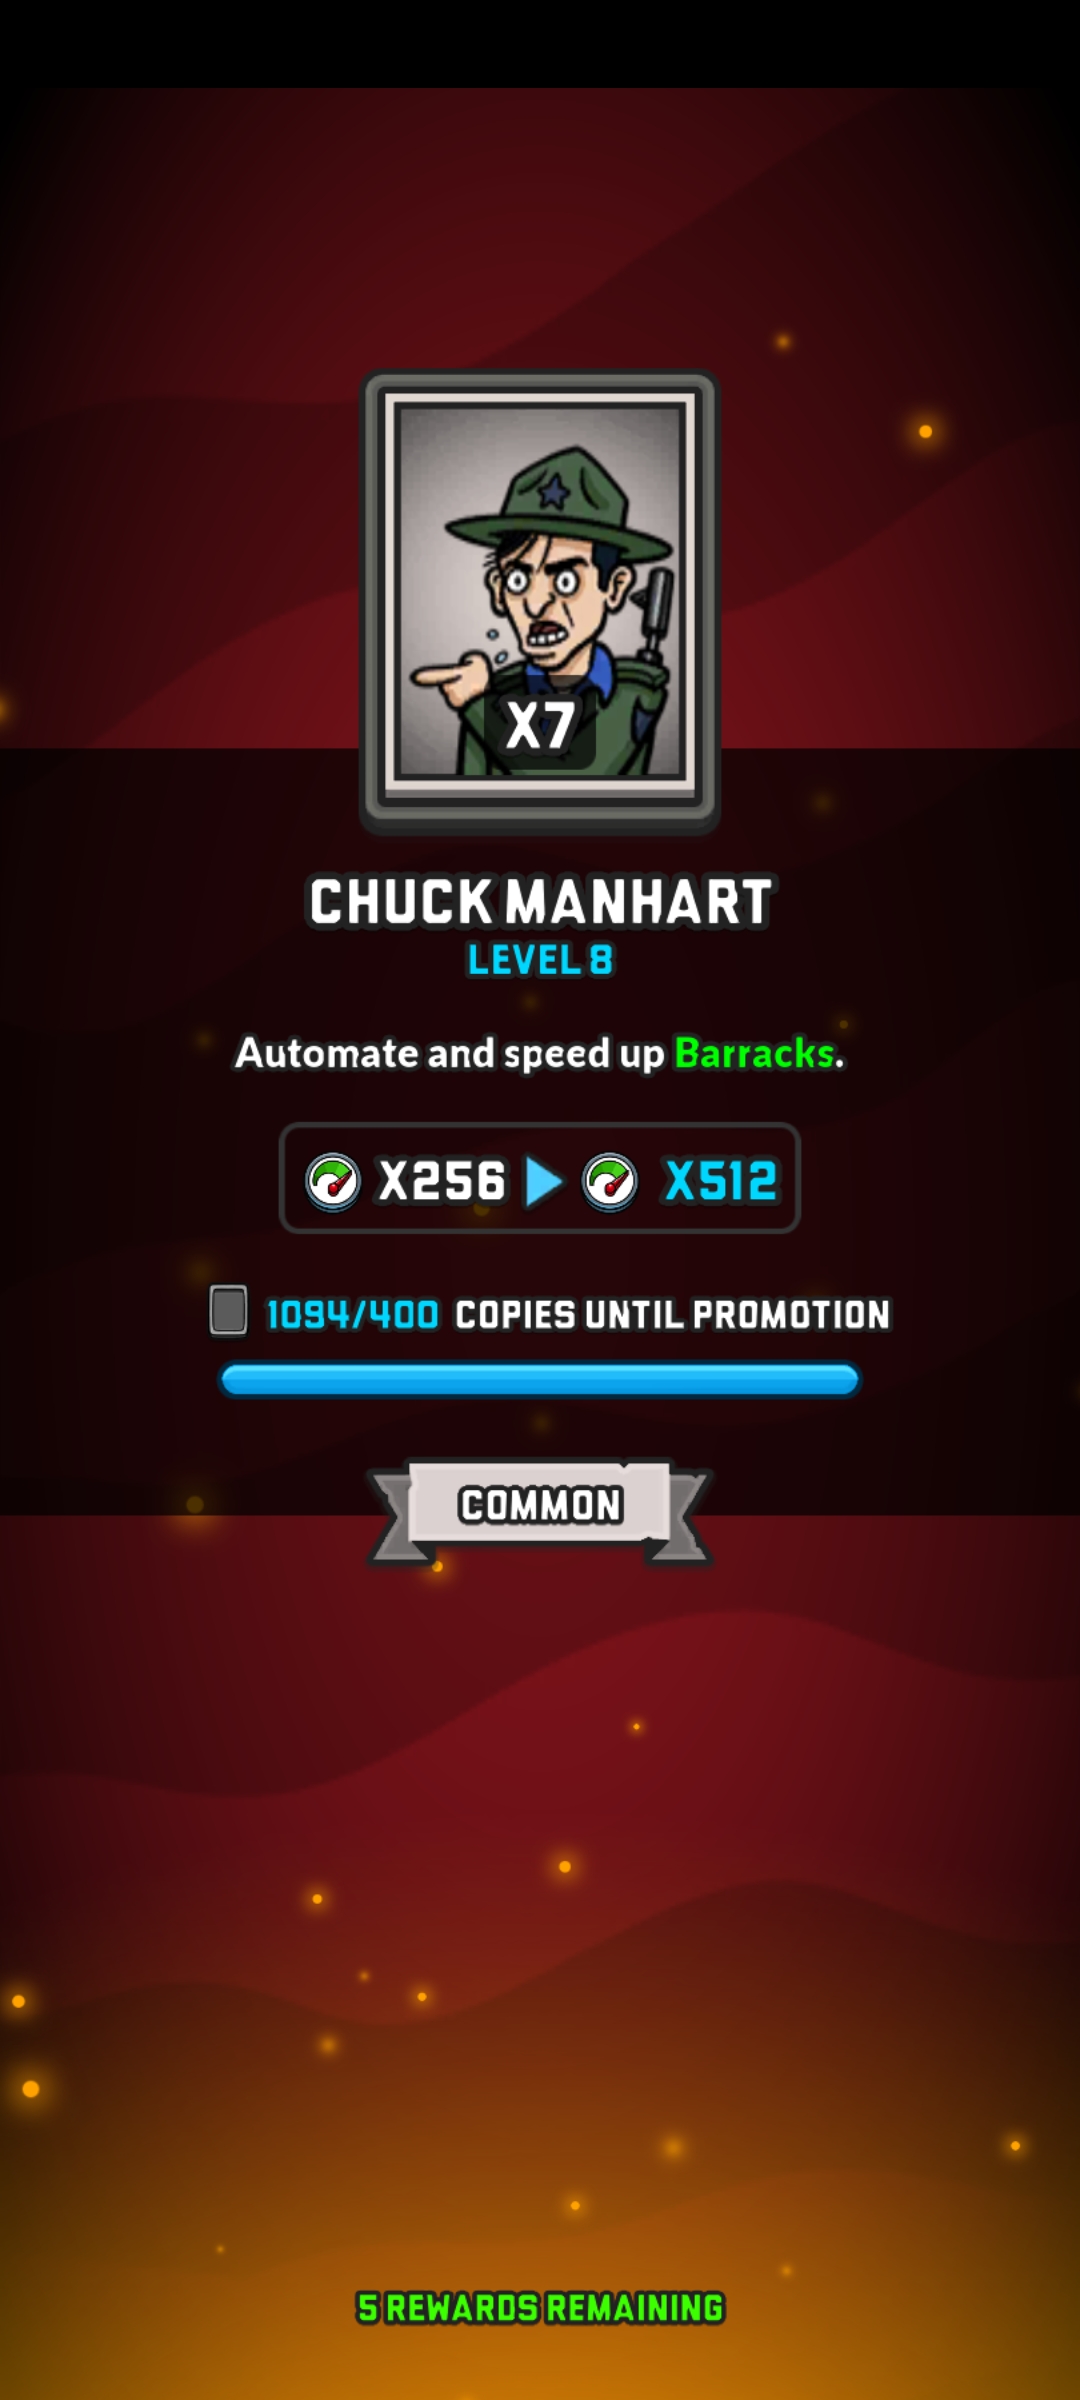 X7
CHUCK MANHART
LEVEL 8
Automate and speed up Barracks.
X256 X512
1094/400 COPIES UNTIL PROMOTION
COMMON
5 REWARDS REMAINING